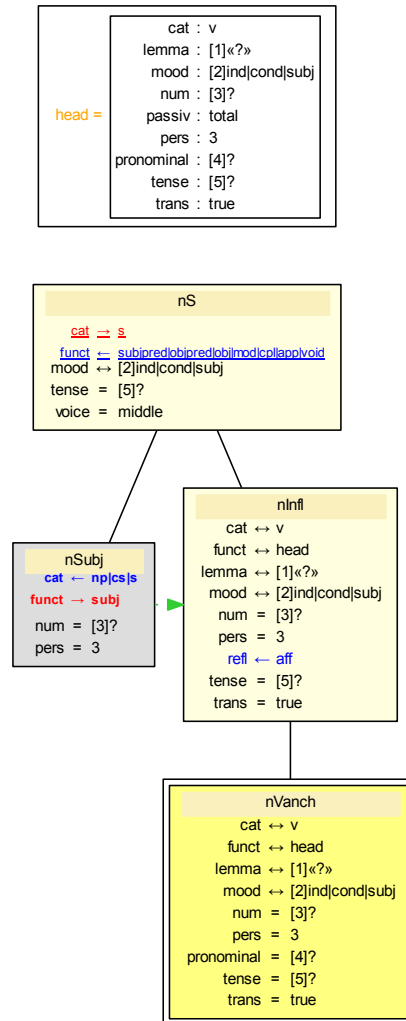 head =
cat : v
lemma : [1]«?»
mood : [2]ind|cond|subj
num : [3]?
passiv : total
pers : 3
pronominal : [4]?
tense : [5]?
trans : true
nS
cat → s
funct ← subjpred|objpred|obj|mod|cpl|app|void
mood ↔ [2]ind|cond|subj
tense = [5]?
voice = middle
nSubj
cat ← np|cs|s
funct → subj
num = [3]?
pers = 3
nInfl
cat ↔ v
funct ↔ head
lemma ↔ [1]«?»
mood ↔ [2]ind|cond|subj
num = [3]?
pers = 3
refl ← aff
tense = [5]?
trans = true
nVanch
cat ↔ v
funct ↔ head
lemma ↔ [1]«?»
mood ↔ [2]ind|cond|subj
num = [3]?
pers = 3
pronominal = [4]?
tense = [5]?
trans = true